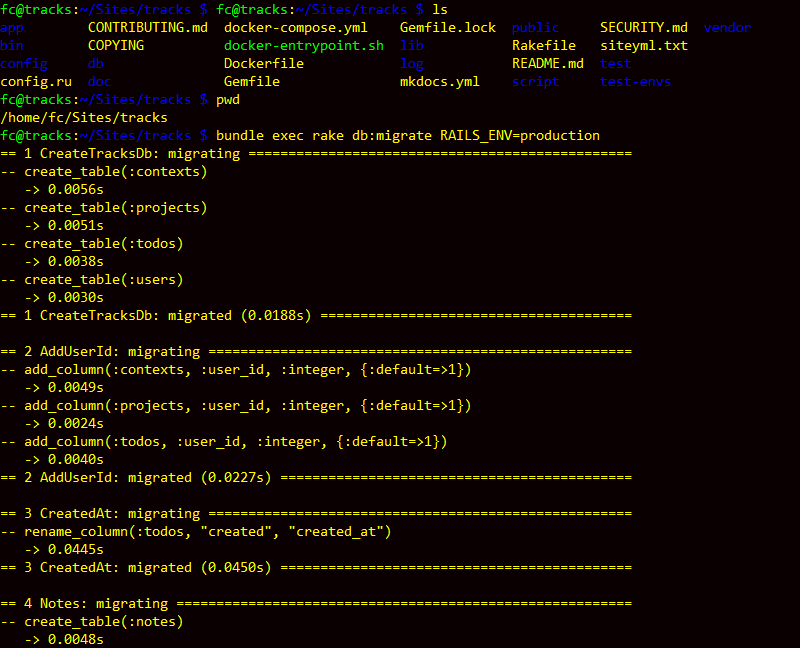 fc@tracks:~/Sites/tracks $ fc@tracks:~/Sites/tracks $ ls
app CONTRIBUTING.md docker-compose.yml Gemfile.lock public SECURITY.md vendor
bin COPYING docker-entrypoint.sh lib Rakefile siteyml.txt
config db Dockerfile log README.md test
config.ru doc Gemfile mkdocs.yml script test-envs
fc@tracks:~/Sites/tracks $ pwd
/home/fc/Sites/tracks
fc@tracks:~/Sites/tracks $ bundle exec rake db:migrate RAILS_ENV=production
== 1 CreateTracksDb: migrating ================================================
-- create_table(:contexts)
   -> 0.0056s
-- create_table(:projects)
   -> 0.0051s
-- create_table(:todos)
   -> 0.0038s
-- create_table(:users)
   -> 0.0030s
== 1 CreateTracksDb: migrated (0.0188s) =======================================

== 2 AddUserId: migrating =====================================================
-- add_column(:contexts, :user_id, :integer, {:default=>1})
   -> 0.0049s
-- add_column(:projects, :user_id, :integer, {:default=>1})
   -> 0.0024s
-- add_column(:todos, :user_id, :integer, {:default=>1})
   -> 0.0040s
== 2 AddUserId: migrated (0.0227s) ============================================

== 3 CreatedAt: migrating =====================================================
-- rename_column(:todos, "created", "created_at")
   -> 0.0445s
== 3 CreatedAt: migrated (0.0450s) ============================================

== 4 Notes: migrating =========================================================
-- create_table(:notes)
   -> 0.0048s